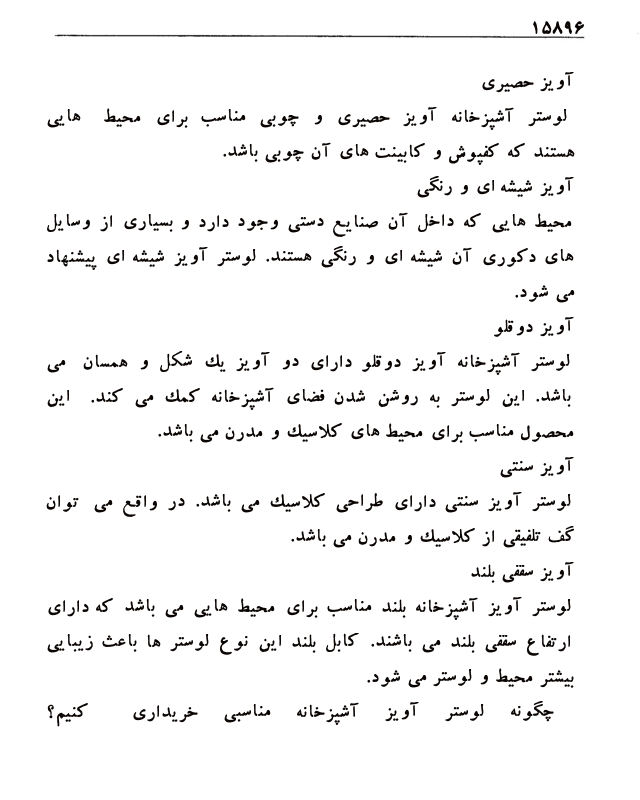 ۱۵۸۹۶
آویز حصیری
لوستر آشپزخانه آویز حصیری و چوبی مناسب برای محیط هایی
هستند که کفپوش و کابینت های آن چوبی باشد.
آویز شیشه ای و رنگی
محیط هایی که داخل آن صنایع دستی وجود دارد و بسیاری از وسایل
های دکوری آن شیشه ای و رنگی هستند. لوستر آویز شیشه ای پیشنهاد
می شود.
آویز دوقلو
لوستر آشپزخانه آویز دوقلو دارای دو آویز یك شکل و همسان می
باشد. این لوستر به روشن شدن فضای آشپزخانه کمك می کند. این
محصول مناسب برای محیط های کلاسیك و مدرن می باشد.
آویز سنتی
لوستر آویز سنتی دارای طراحی کلاسیك می باشد. در واقع می توان
گف تلفیقی از کلاسیك و مدرن می باشد.
آویز سقفی بلند
لوستر آویز آشپزخانه بلند مناسب برای محیط هایی می باشد که دارای
ارتفاع سقفی بلند می باشند. کابل بلند این نوع لوستر ها باعث زیبایی
بیشتر محیط و لوستر می شود.
چگونه لوستر آویز آشپزخانه مناسبی خریداری کنیم؟